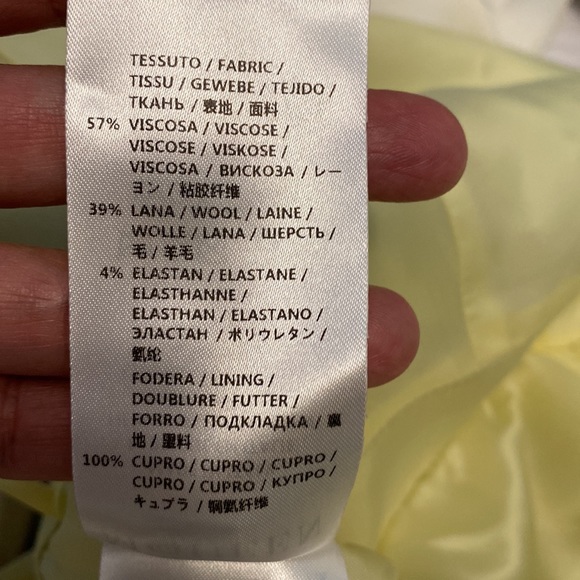 TESSUTO / FABRIC /
TISSU / GEWEBE / TEJIDO /
ТКАНЬ / 裹地 / 面料
57% VISCOSA / VISCOSE /
VISCOSE / VISKOSE /
VISCOSA / ВИСКОЗА / レー
ヨン / 粘胶纤维
39% LANA / WOOL / LAINE /
WOLLE / LANA / ШЕРСТЬ /
毛 / 羊毛
4% ELASTAN / ELASTANE /
ELASTHANNE /
ELASTHAN / ELASTANO /
ЭЛАСТАН / ポリウレタン /
氨纶
FODERA / LINING /
DOUBLURE / FUTTER /
FORRO / ПОДКЛАДКА / 裏
地 / 里料
100% CUPRO / CUPRO / CUPRO /
CUPRO / CUPRO / КУПРО /
キュプラ / 铜氨纤维